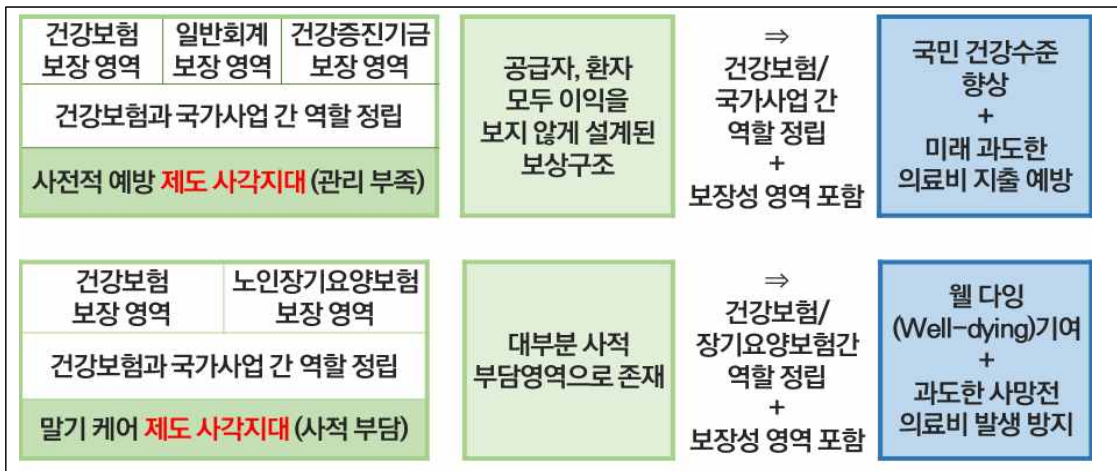 건강보험
보장 영역
일반회계
보장 영역
건강증진기금
보장 영역
건강보험과 국가사업 간 역할 정립
사전적 예방 제도 사각지대 (관리 부족)
공급자, 환자
모두 이익을
보지 않게 설계된
보상구조
⇒
건강보험/
국가사업 간
역할 정립
+
보장성 영역 포함
국민 건강수준
향상
+
미래 과도한
의료비 지출 예방
건강보험
보장 영역
노인장기요양보험
보장 영역
건강보험과 국가사업 간 역할 정립
말기 케어 제도 사각지대 (사적 부담)
대부분 사적
부담영역으로 존재
⇒
건강보험/
장기요양보험간
역할 정립
+
보장성 영역 포함
웰 다잉
(Well-dying)기여
+
과도한 사망전
의료비 발생 방지